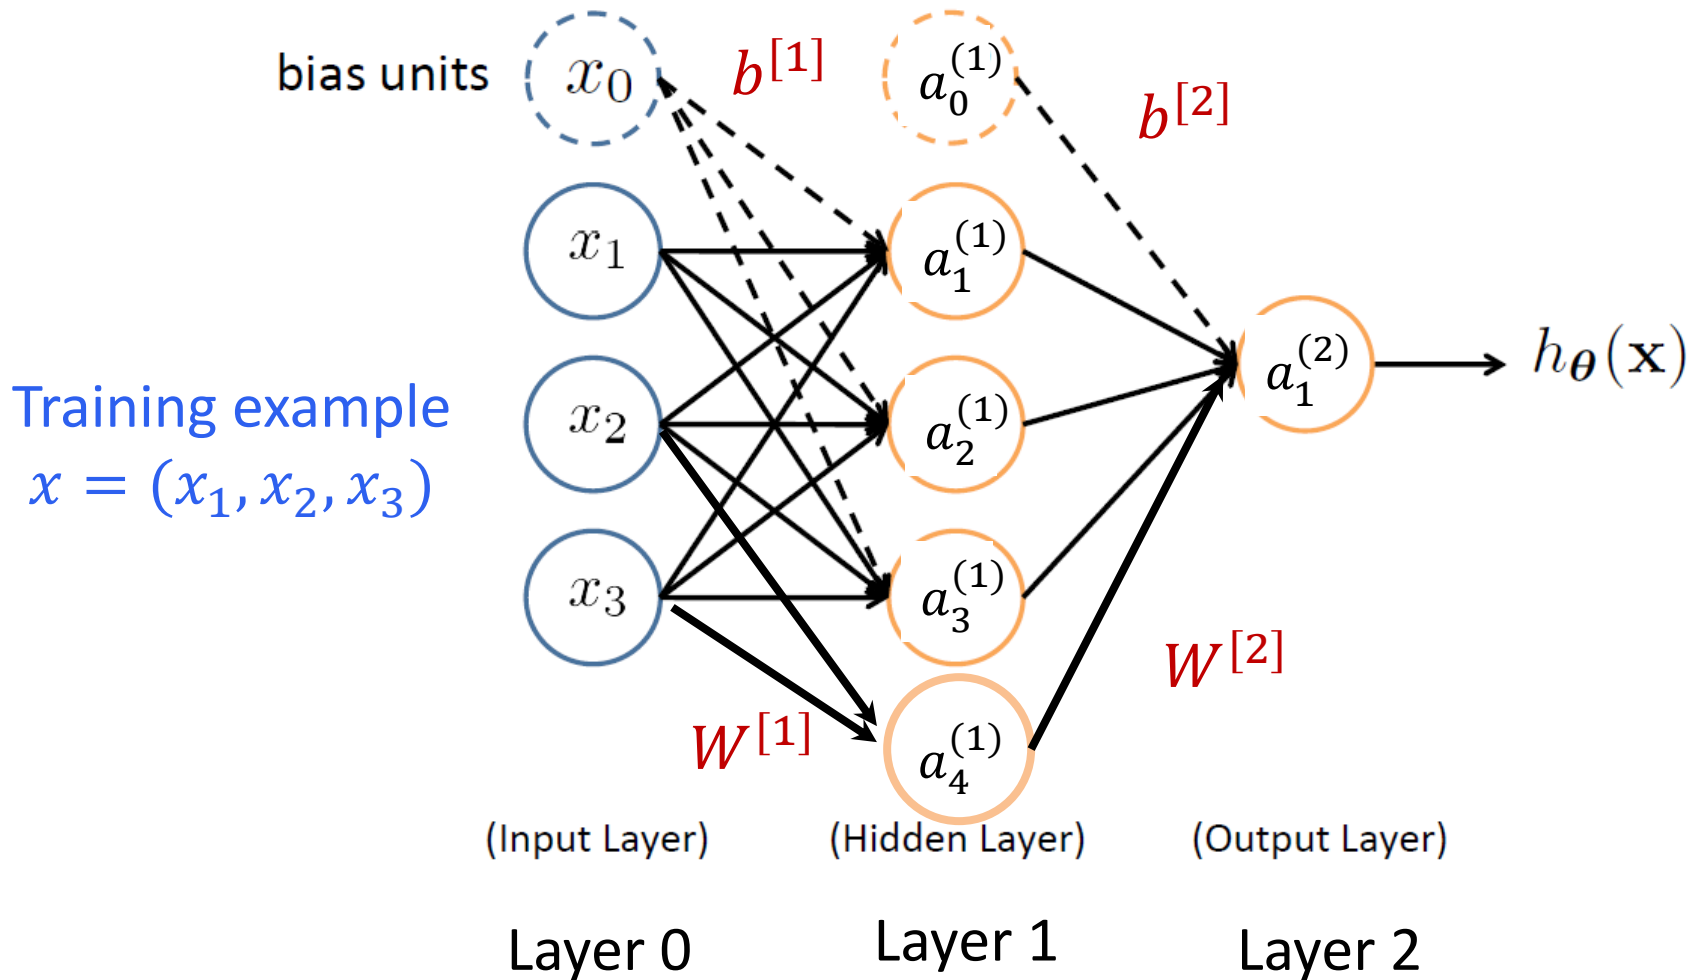 bias units
x₀
b^[1]
a₀^(1)
b^[2]
x₁
a₁^(1)
a₁^(2)
h_θ(x)
Training example
x = (x₁, x₂, x₃)
x₂
a₂^(1)
x₃
a₃^(1)
W^[2]
W^[1]
a₄^(1)
(Input Layer)
(Hidden Layer)
(Output Layer)
Layer 0
Layer 1
Layer 2